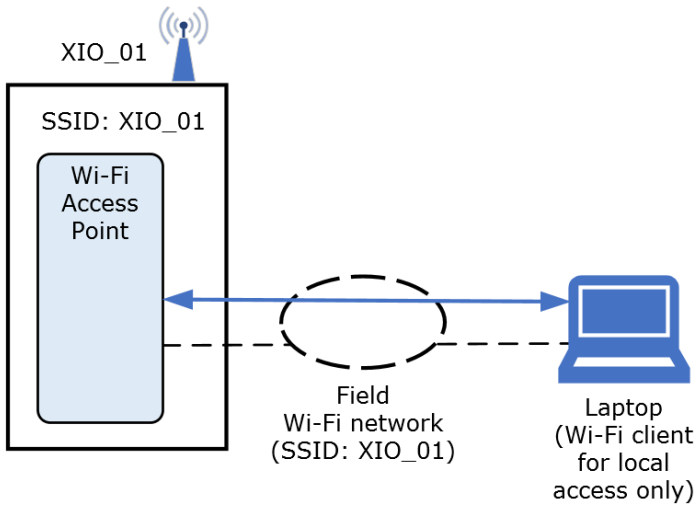 XIO_01
SSID: XIO_01
Wi-Fi
Access
Point
Field
Wi-Fi network
(SSID: XIO_01)
Laptop
(Wi-Fi client
for local
access only)